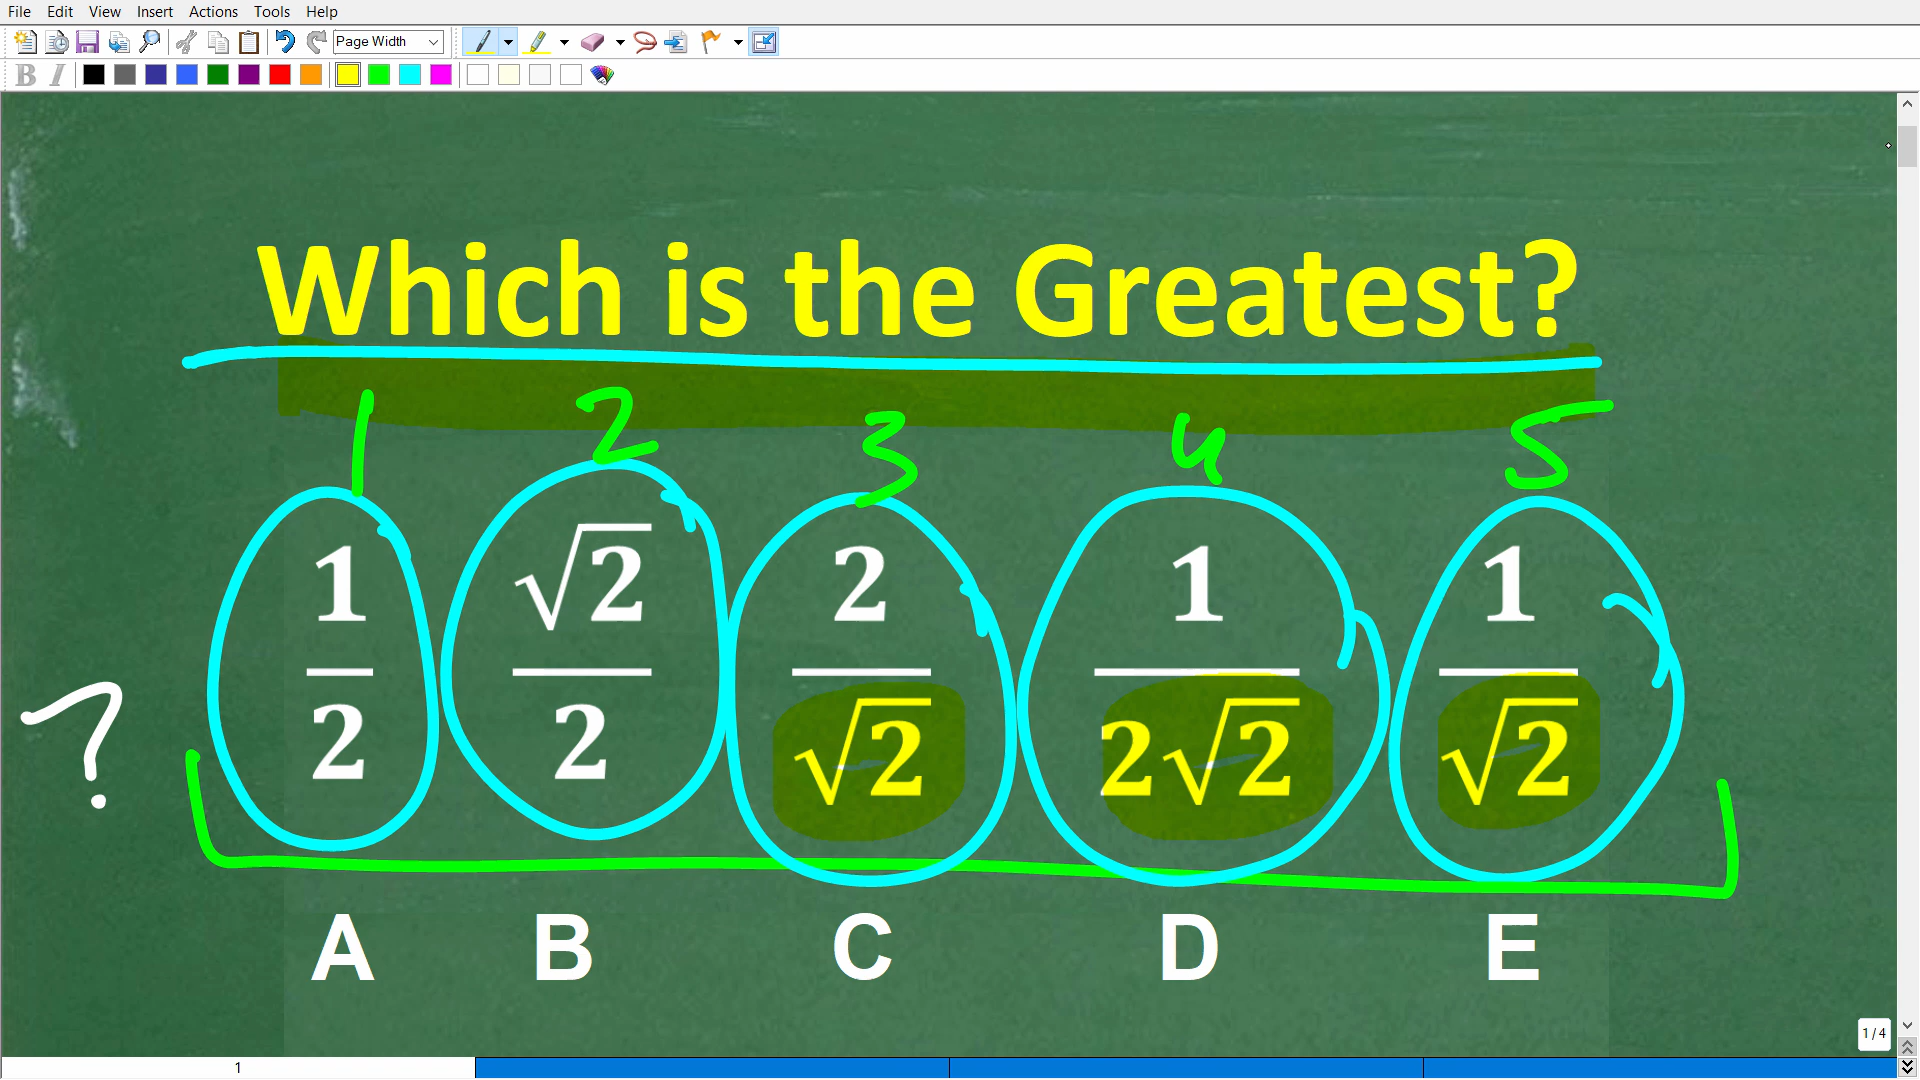 File Edit View Insert Actions Tools Help
Page Width
B I
Which is the Greatest?
1 2 3 4 5
1/2 √2/2 2/√2 1/2√2 1/√2
?
A B C D E
1/4
1